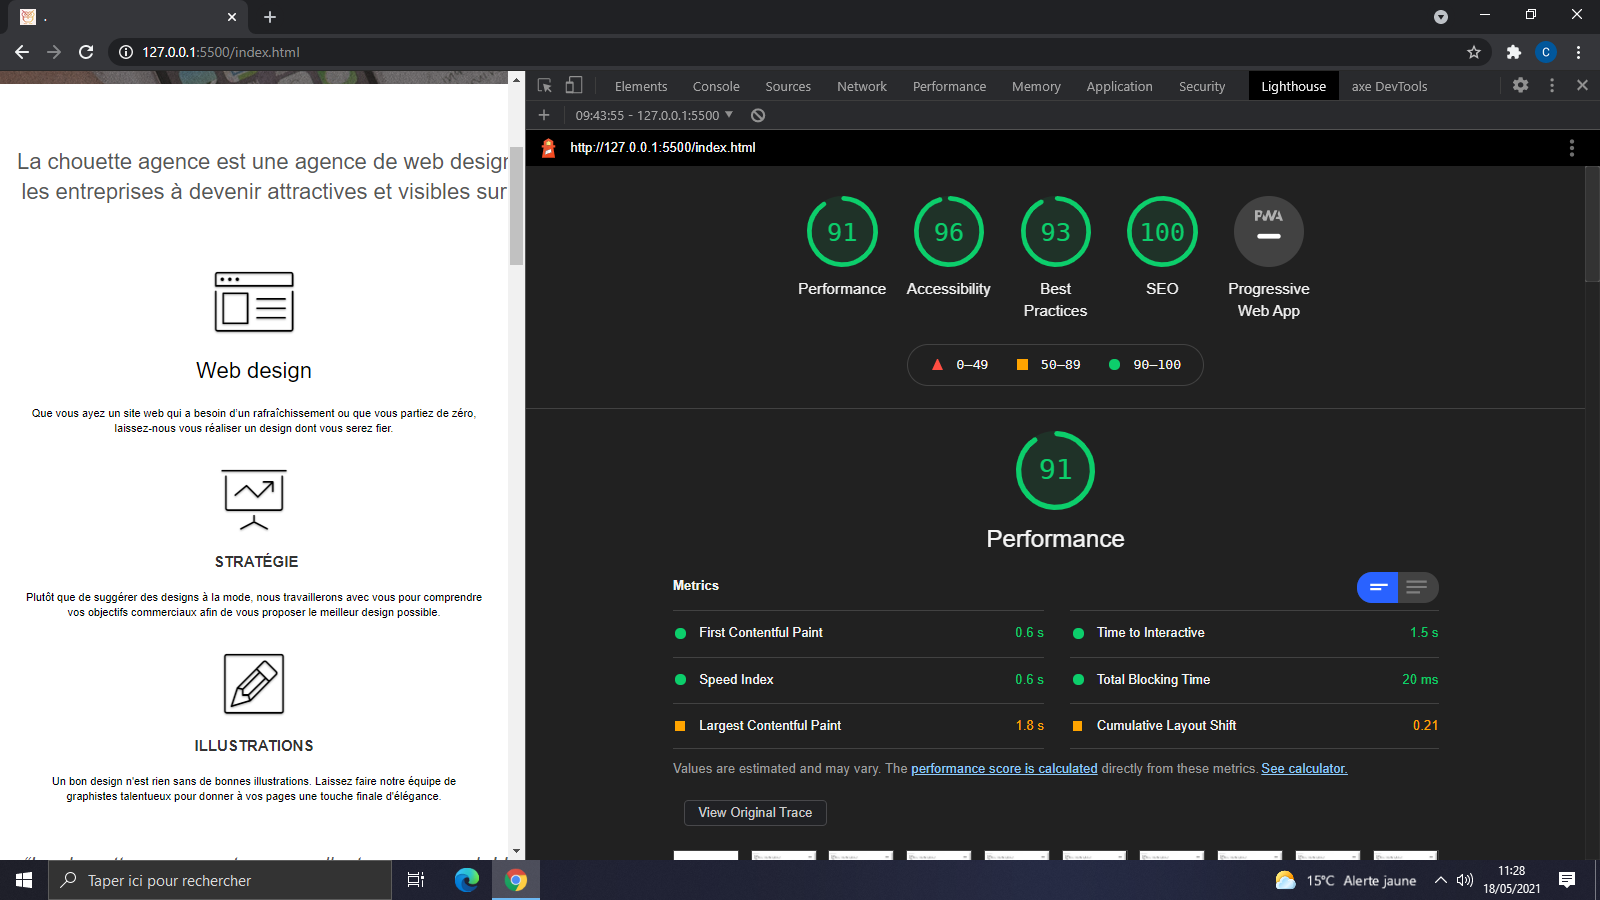 .
127.0.0.1:5500/index.html
C
La chouette agence est une agence de web design
les entreprises à devenir attractives et visibles sur
Web design
Que vous ayez un site web qui a besoin d'un rafraîchissement ou que vous partiez de zéro,
laissez-nous vous réaliser un design dont vous serez fier.
STRATÉGIE
Plutôt que de suggérer des designs à la mode, nous travaillerons avec vous pour comprendre
vos objectifs commerciaux afin de vous proposer le meilleur design possible.
ILLUSTRATIONS
Un bon design n'est rien sans de bonnes illustrations. Laissez faire notre équipe de
graphistes talentueux pour donner à vos pages une touche finale d'élégance.
Elements Console Sources Network Performance Memory Application Security Lighthouse axe DevTools
09:43:55 - 127.0.0.1:5500
http://127.0.0.1:5500/index.html
91 96 93 100 PWA
Performance Accessibility Best Practices SEO Progressive Web App
0–49 50–89 90–100
91
Performance
Metrics
First Contentful Paint 0.6 s Time to Interactive 1.5 s
Speed Index 0.6 s Total Blocking Time 20 ms
Largest Contentful Paint 1.8 s Cumulative Layout Shift 0.21
Values are estimated and may vary. The performance score is calculated directly from these metrics. See calculator.
View Original Trace
Taper ici pour rechercher
15°C Alerte jaune
11:28
18/05/2021